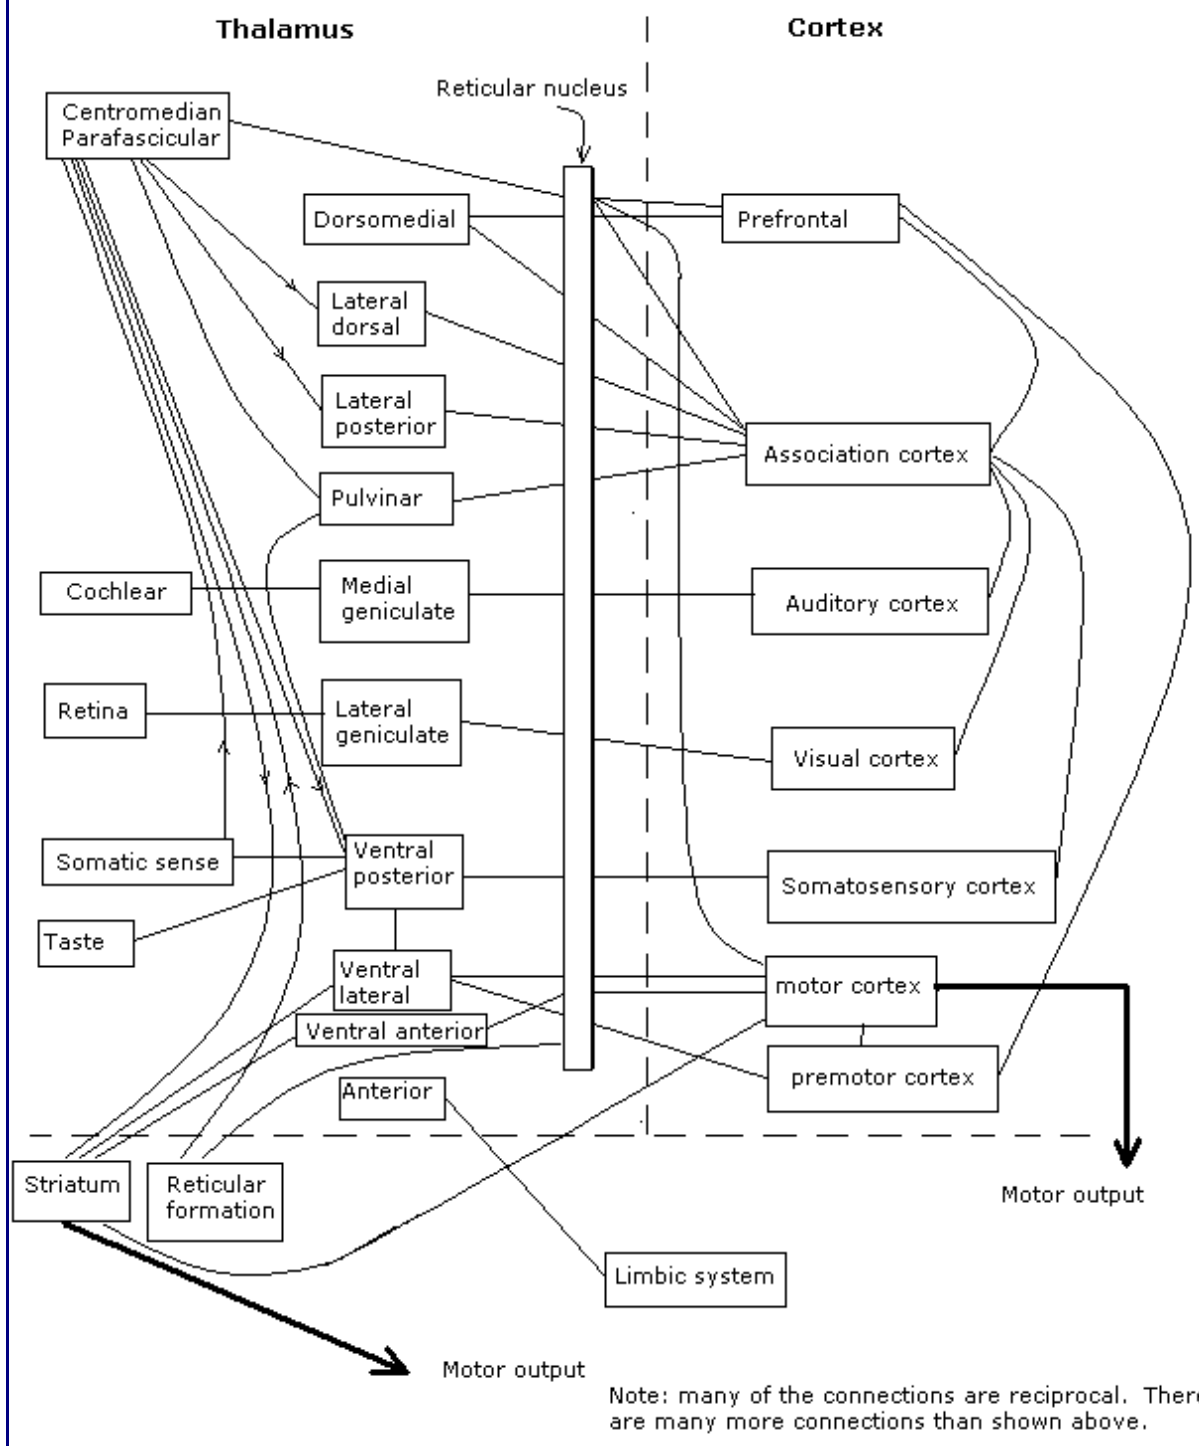 Thalamus
Cortex
Reticular nucleus
Centromedian
Parafascicular
Dorsomedial
Prefrontal
Lateral
dorsal
Lateral
posterior
Association cortex
Pulvinar
Cochlear
Medial
geniculate
Auditory cortex
Retina
Lateral
geniculate
Visual cortex
Somatic sense
Ventral
posterior
Somatosensory cortex
Taste
Ventral
lateral
motor cortex
Ventral anterior
premotor cortex
Anterior
Striatum
Reticular
formation
Motor output
Limbic system
Motor output
Note: many of the connections are reciprocal. There
are many more connections than shown above.